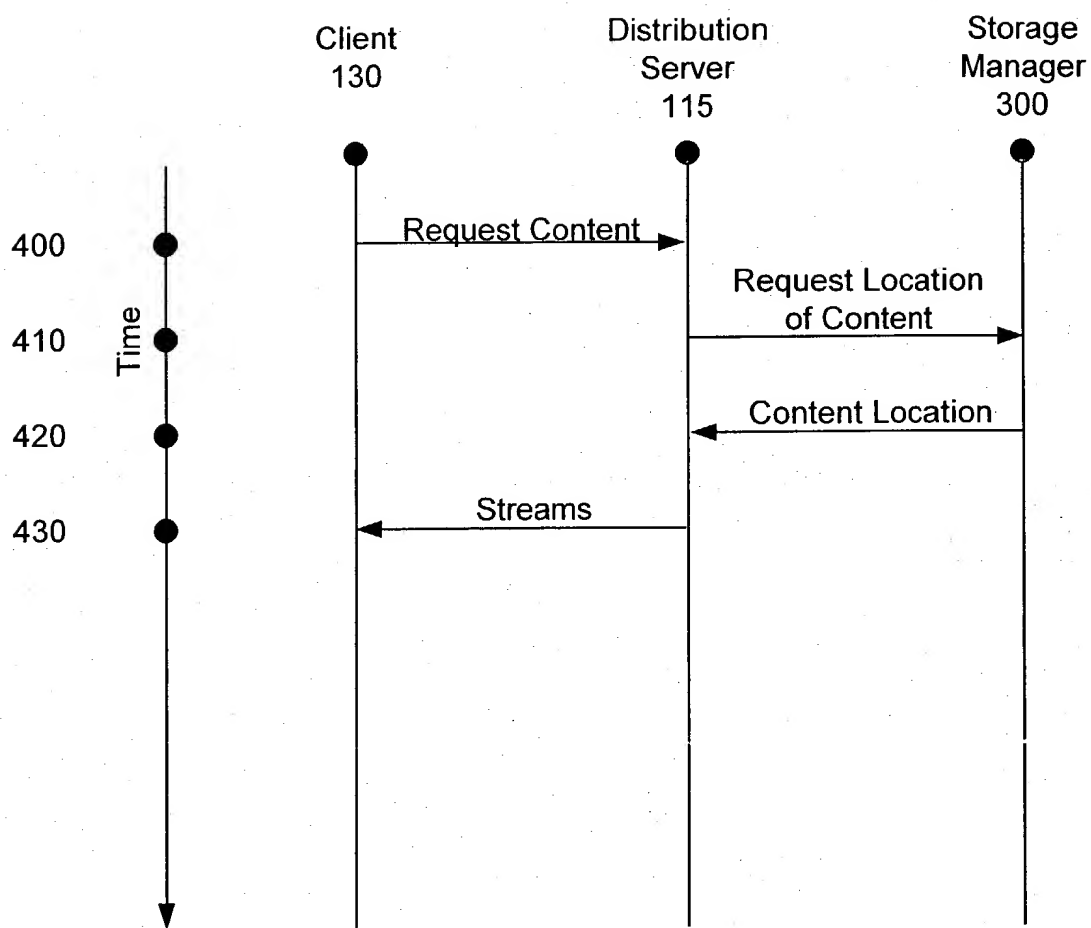 Client
130
Distribution
Server
115
Storage
Manager
300
400
Request Content
Request Location
of Content
410
Time
Content Location
420
Streams
430